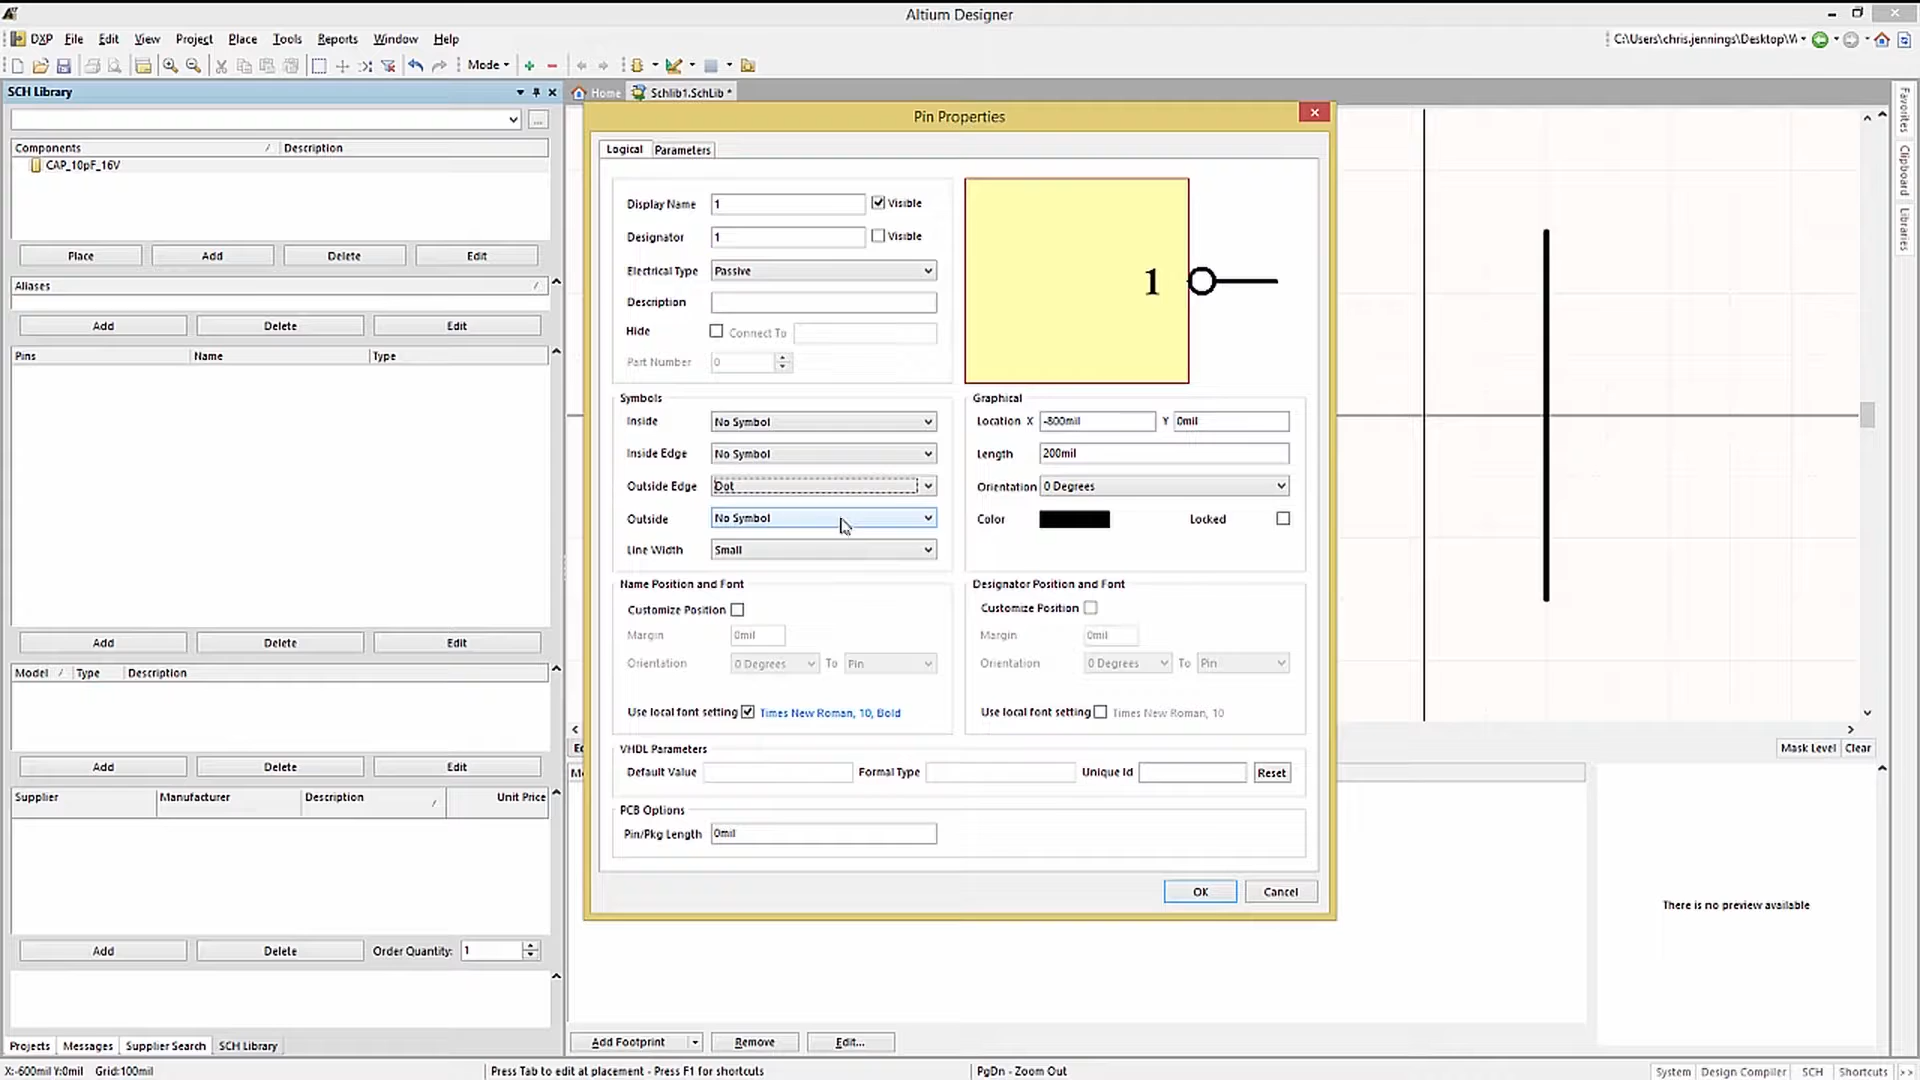 Altium Designer
DXP File Edit View Project Place Tools Reports Window Help
C:\Users\chris.jennings\Desktop\W
Mode
SCH Library
Home Schlib1.SchLib *
Components / Description
CAP_10pF_16V
Place Add Delete Edit
Aliases /
Add Delete Edit
Pins Name Type
Add Delete Edit
Model / Type Description
Add Delete Edit
Supplier Manufacturer Description / Unit Price
Add Delete Order Quantity: 1
Projects Messages Supplier Search SCH Library
Pin Properties
Logical Parameters
Display Name 1 Visible
Designator 1 Visible
Electrical Type Passive
Description
Hide Connect To
Part Number 0
1
Symbols
Inside No Symbol
Inside Edge No Symbol
Outside Edge Dot
Outside No Symbol
Line Width Small
Graphical
Location X -800mil Y 0mil
Length 200mil
Orientation 0 Degrees
Color Locked
Name Position and Font
Customize Position
Margin 0mil
Orientation 0 Degrees To Pin
Use local font setting Times New Roman, 10, Bold
Designator Position and Font
Customize Position
Margin 0mil
Orientation 0 Degrees To Pin
Use local font setting Times New Roman, 10
VHDL Parameters
Default Value Formal Type Unique Id Reset
PCB Options
Pin/Pkg Length 0mil
OK Cancel
Favorites
Clipboard
Libraries
Mask Level Clear
There is no preview available
Add Footprint Remove Edit...
X:-600mil Y:0mil Grid:100mil Press Tab to edit at placement - Press F1 for shortcuts PgDn - Zoom Out System Design Compiler SCH Shortcuts >>